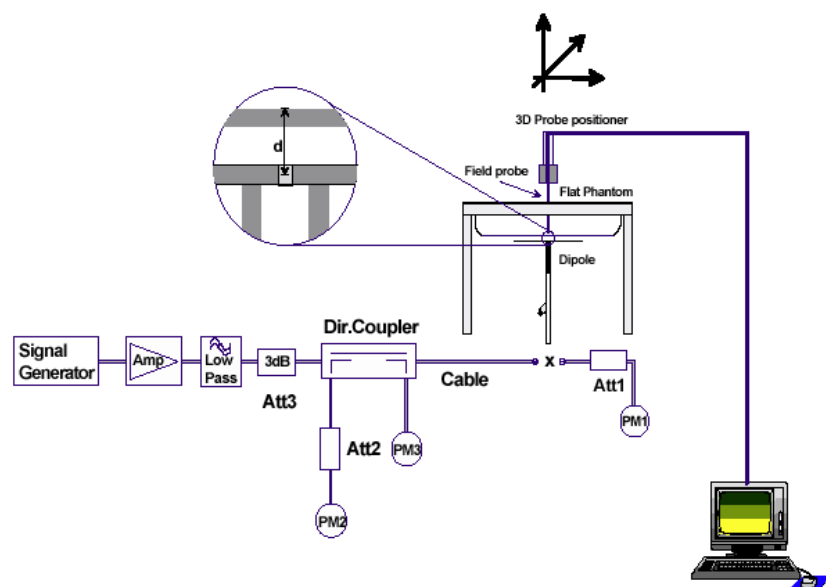 3D Probe positioner
d
Field probe
Flat Phantom
Dipole
Dir.Coupler
Signal
Generator
Amp
Low
Pass
3dB
Att3
Cable
x
Att1
PM1
Att2
PM3
PM2